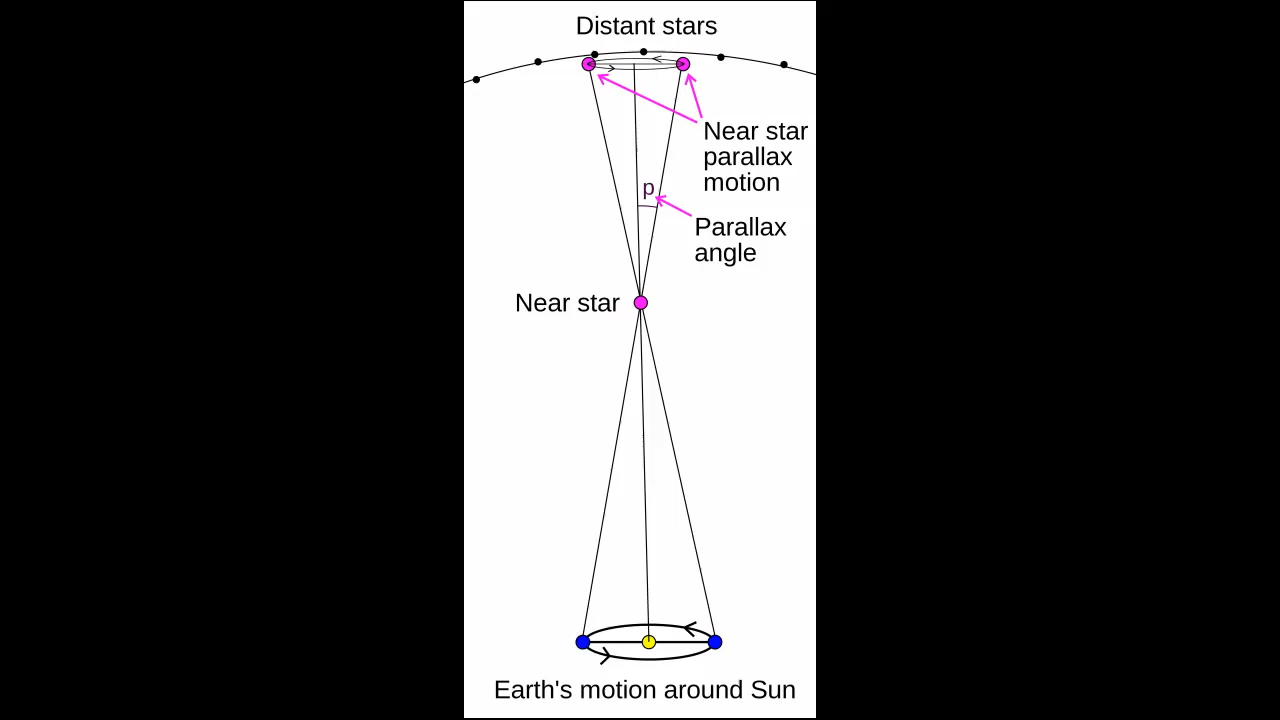 Distant stars
Near star
parallax
motion
p
Parallax
angle
Near star
Earth's motion around Sun